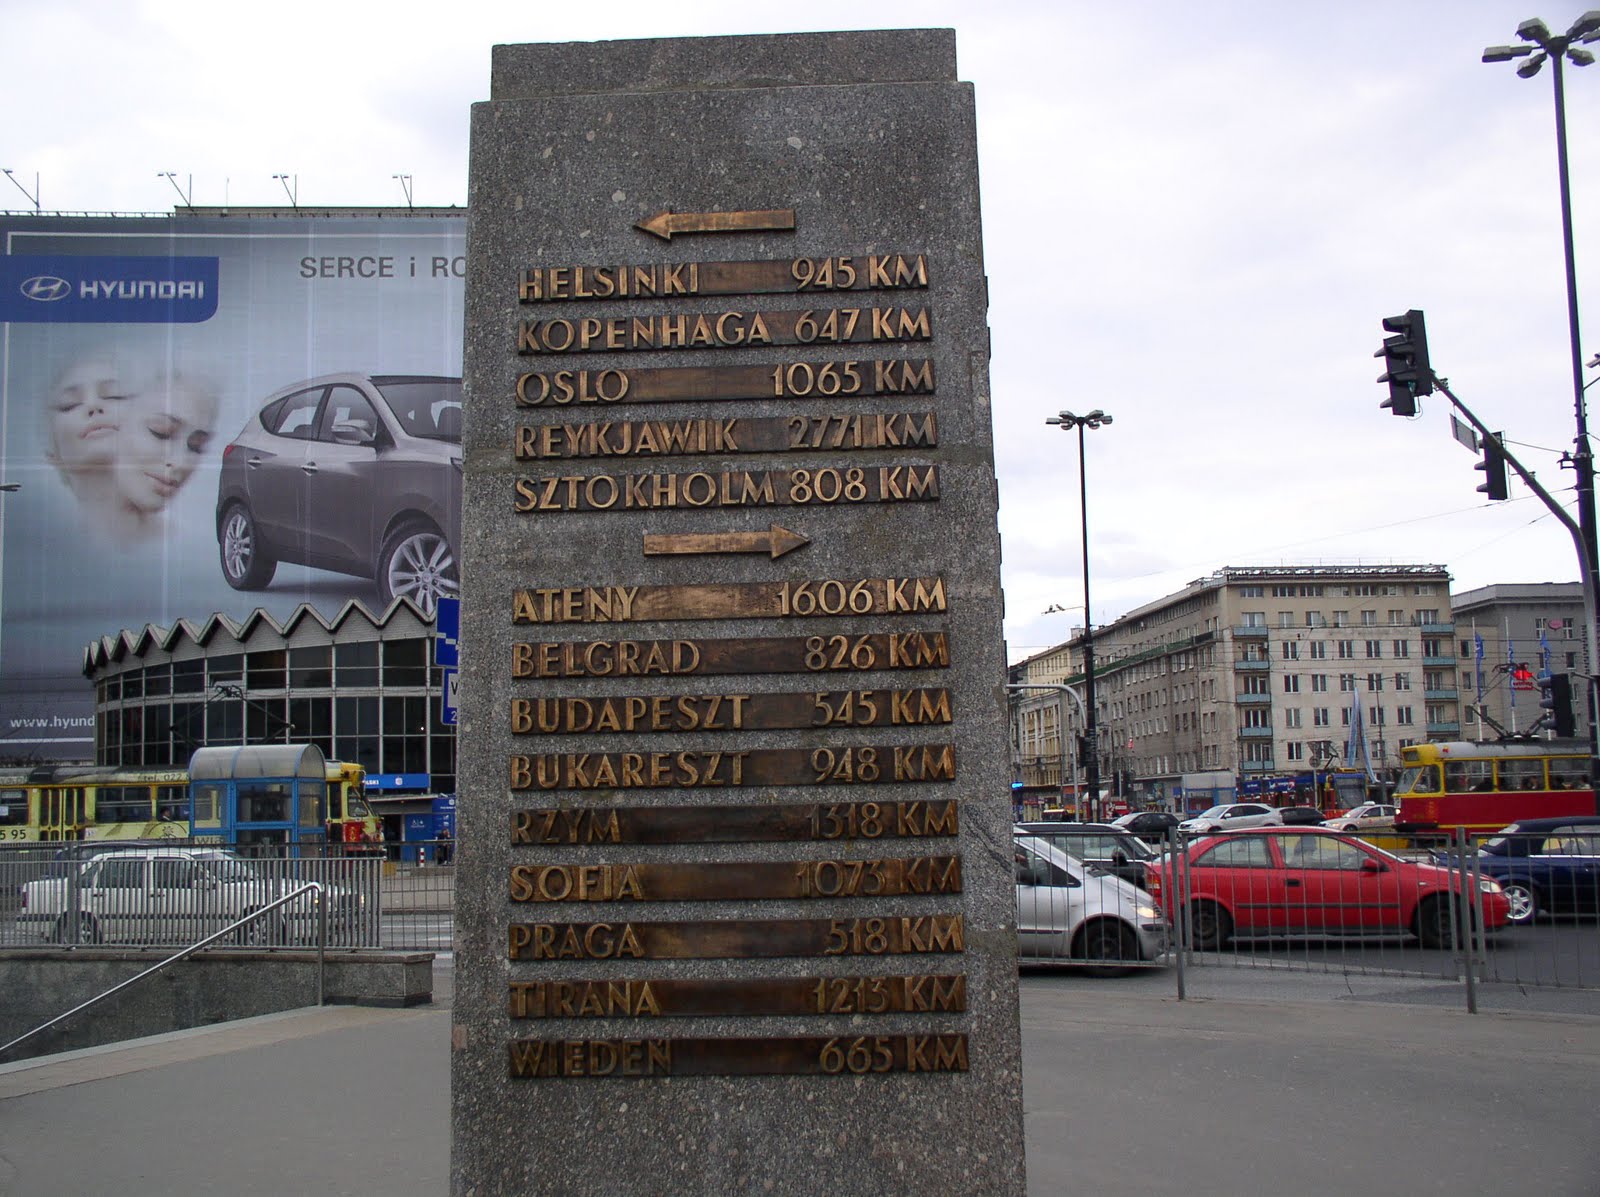 HELSINKI 945 KM
KOPENHAGA 647 KM
OSLO 1065 KM
REYKJAWIK 2771 KM
SZTOKHOLM 808 KM
ATENY 1606 KM
BELGRAD 826 KM
BUDAPESZT 545 KM
BUKARESZT 948 KM
RZYM 1318 KM
SOFIA 1073 KM
PRAGA 518 KM
TIRANA 1213 KM
WIEDEŃ 665 KM
SERCE i RO
HYUNDAI
www.hyund